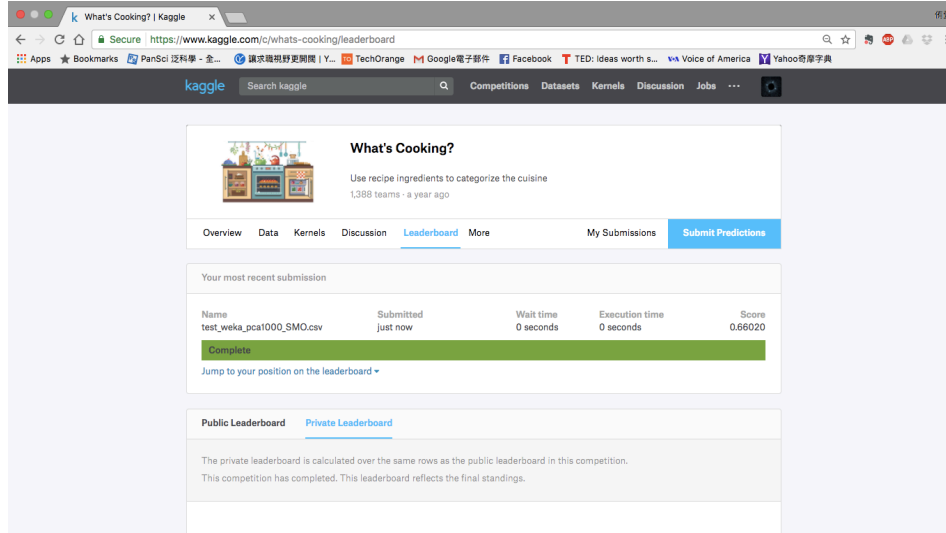 What's Cooking? | Kaggle
Secure https://www.kaggle.com/c/whats-cooking/leaderboard
Apps Bookmarks PanSci 泛科學 - 全... 讓求職視野更開闊 | Y... TechOrange Google電子郵件 Facebook TED: Ideas worth s... Voice of America Yahoo奇摩字典
kaggle Search kaggle Competitions Datasets Kernels Discussion Jobs
What's Cooking?
Use recipe ingredients to categorize the cuisine
1,388 teams · a year ago
Overview Data Kernels Discussion Leaderboard More My Submissions Submit Predictions
Your most recent submission
Name Submitted Wait time Execution time Score
test_weka_pca1000_SMO.csv just now 0 seconds 0 seconds 0.66020
Complete
Jump to your position on the leaderboard
Public Leaderboard Private Leaderboard
The private leaderboard is calculated over the same rows as the public leaderboard in this competition.
This competition has completed. This leaderboard reflects the final standings.